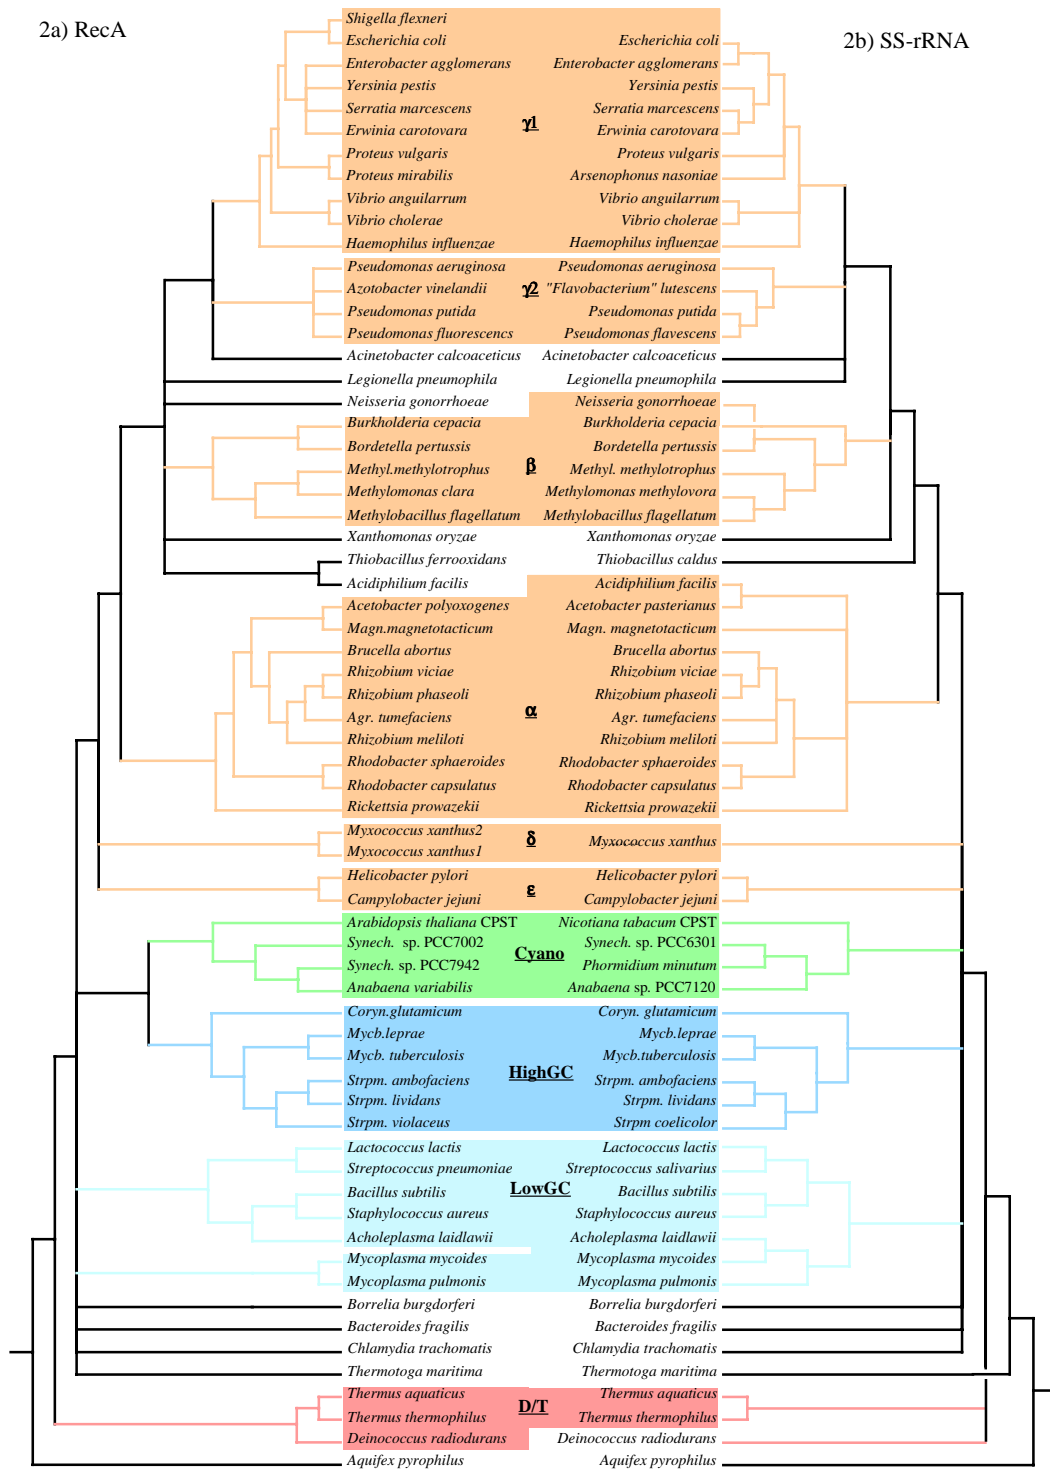 2a) RecA
2b) SS-rRNA
Shigella flexneri
Escherichia coli Escherichia coli
Enterobacter agglomerans Enterobacter agglomerans
Yersinia pestis Yersinia pestis
Serratia marcescens Serratia marcescens
γ1
Erwinia carotovara Erwinia carotovara
Proteus vulgaris Proteus vulgaris
Proteus mirabilis Arsenophonus nasoniae
Vibrio anguilarrum Vibrio anguilarrum
Vibrio cholerae Vibrio cholerae
Haemophilus influenzae Haemophilus influenzae
Pseudomonas aeruginosa Pseudomonas aeruginosa
Azotobacter vinelandii γ2 "Flavobacterium" lutescens
Pseudomonas putida Pseudomonas putida
Pseudomonas fluorescencs Pseudomonas flavescens
Acinetobacter calcoaceticus Acinetobacter calcoaceticus
Legionella pneumophila Legionella pneumophila
Neisseria gonorrhoeae Neisseria gonorrhoeae
Burkholderia cepacia Burkholderia cepacia
Bordetella pertussis Bordetella pertussis
β
Methyl.methylotrophus Methyl. methylotrophus
Methylomonas clara Methylomonas methylovora
Methylobacillus flagellatum Methylobacillus flagellatum
Xanthomonas oryzae Xanthomonas oryzae
Thiobacillus ferrooxidans Thiobacillus caldus
Acidiphilium facilis Acidiphilium facilis
Acetobacter polyoxogenes Acetobacter pasterianus
Magn.magnetotacticum Magn. magnetotacticum
Brucella abortus Brucella abortus
Rhizobium viciae Rhizobium viciae
Rhizobium phaseoli Rhizobium phaseoli
α
Agr. tumefaciens Agr. tumefaciens
Rhizobium meliloti Rhizobium meliloti
Rhodobacter sphaeroides Rhodobacter sphaeroides
Rhodobacter capsulatus Rhodobacter capsulatus
Rickettsia prowazekii Rickettsia prowazekii
Myxococcus xanthus2
δ Myxococcus xanthus
Myxococcus xanthus1
Helicobacter pylori Helicobacter pylori
ε
Campylobacter jejuni Campylobacter jejuni
Arabidopsis thaliana CPST Nicotiana tabacum CPST
Synech. sp. PCC7002 Synech. sp. PCC6301
Cyano
Synech. sp. PCC7942 Phormidium minutum
Anabaena variabilis Anabaena sp. PCC7120
Coryn.glutamicum Coryn. glutamicum
Mycb.leprae Mycb.leprae
Mycb. tuberculosis Mycb.tuberculosis
HighGC
Strpm. ambofaciens Strpm. ambofaciens
Strpm. lividans Strpm. lividans
Strpm. violaceus Strpm coelicolor
Lactococcus lactis Lactococcus lactis
Streptococcus pneumoniae Streptococcus salivarius
LowGC
Bacillus subtilis Bacillus subtilis
Staphylococcus aureus Staphylococcus aureus
Acholeplasma laidlawii Acholeplasma laidlawii
Mycoplasma mycoides Mycoplasma mycoides
Mycoplasma pulmonis Mycoplasma pulmonis
Borrelia burgdorferi Borrelia burgdorferi
Bacteroides fragilis Bacteroides fragilis
Chlamydia trachomatis Chlamydia trachomatis
Thermotoga maritima Thermotoga maritima
Thermus aquaticus Thermus aquaticus
D/T
Thermus thermophilus Thermus thermophilus
Deinococcus radiodurans Deinococcus radiodurans
Aquifex pyrophilus Aquifex pyrophilus